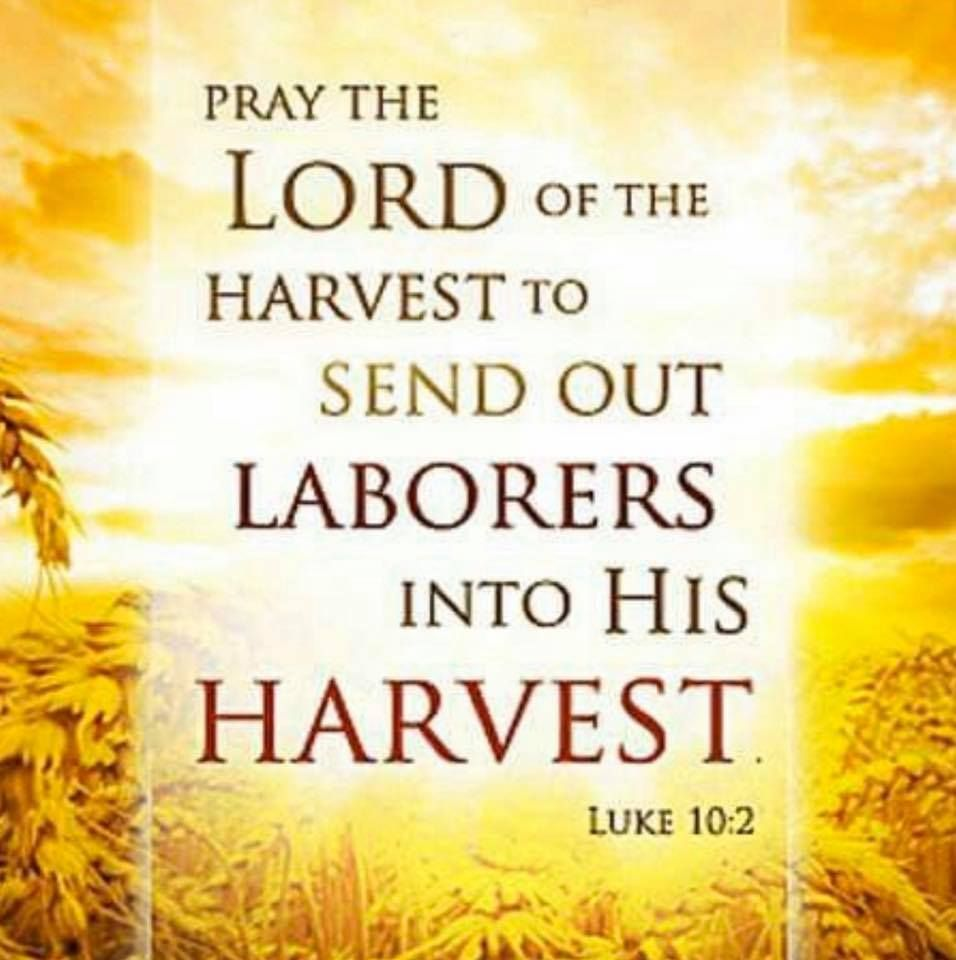 PRAY THE
LORD OF THE
HARVEST TO
SEND OUT
LABORERS
INTO HIS
HARVEST.
LUKE 10:2